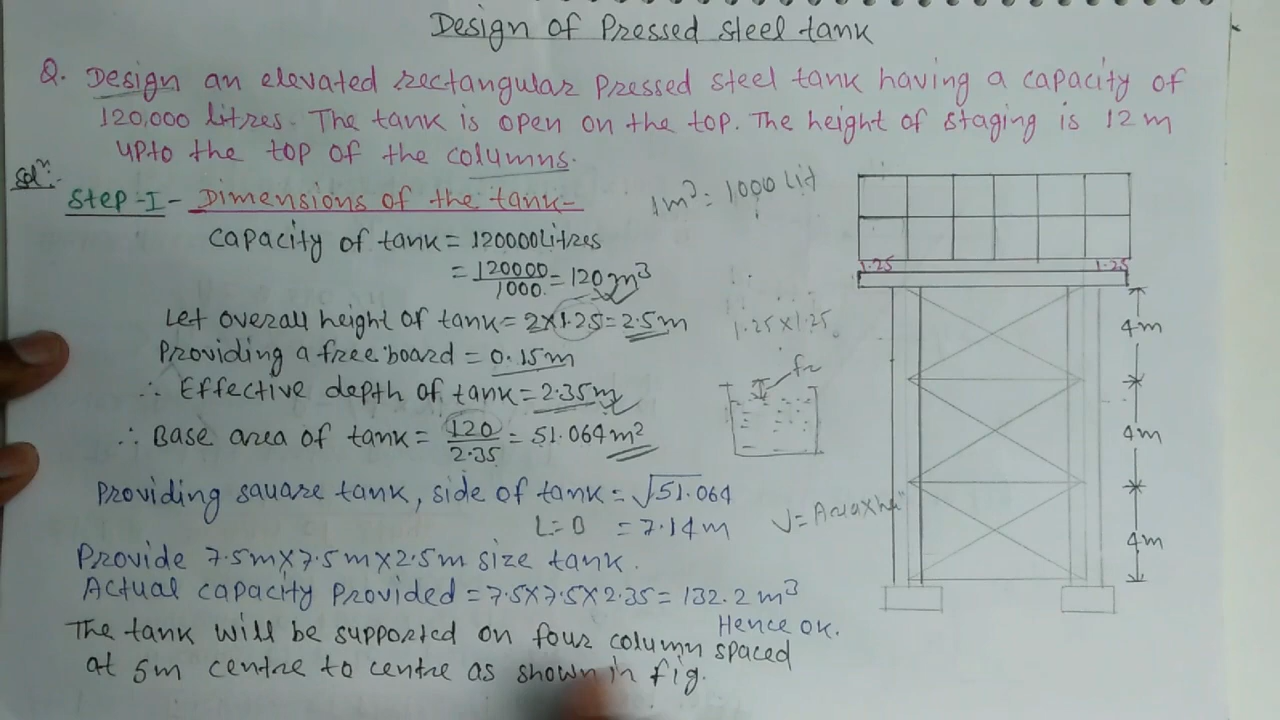 Design of Pressed steel tank
Q. Design an elevated rectangular pressed steel tank having a capacity of
120,000 litres. The tank is open on the top. The height of staging is 12m
upto the top of the columns.
Solⁿ:-
Step-I- Dimensions of the tank-
1m³ = 1000 Lit
Capacity of tank = 120000 Litres
= 120000/1000 = 120 m³
Let overall height of tank = 2×1.25 = 2.5m
1.25×1.25
Providing a free board = 0.15m
∴ Effective depth of tank = 2.35m
∴ Base area of tank = 120/2.35 = 51.064m²
Providing square tank, side of tank = √51.064
L=B = 7.14m
Provide 7.5m×7.5m×2.5m size tank.
Actual capacity Provided = 7.5×7.5×2.35 = 132.2 m³
Hence ok.
The tank will be supported on four column spaced
at 5m centre to centre as shown in fig.
1.25 1.25
4m
4m
4m